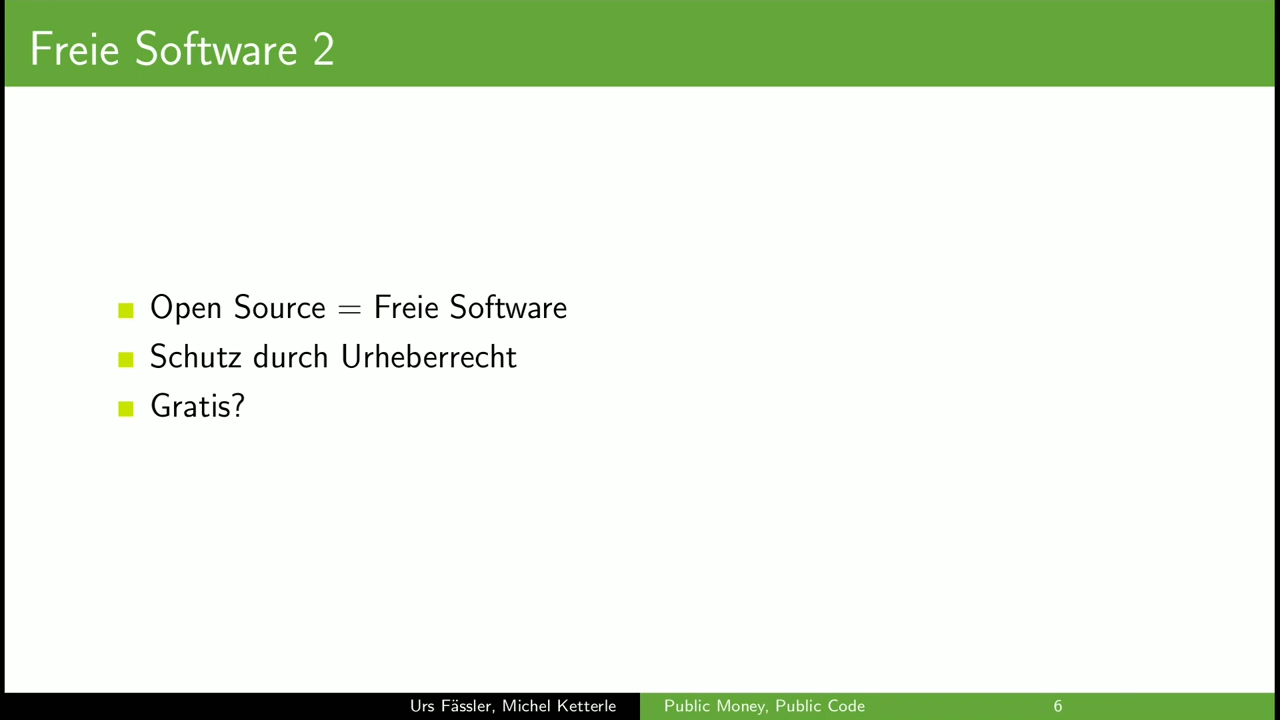 Freie Software 2
Open Source = Freie Software
Schutz durch Urheberrecht
Gratis?
Urs Fässler, Michel Ketterle
Public Money, Public Code
6